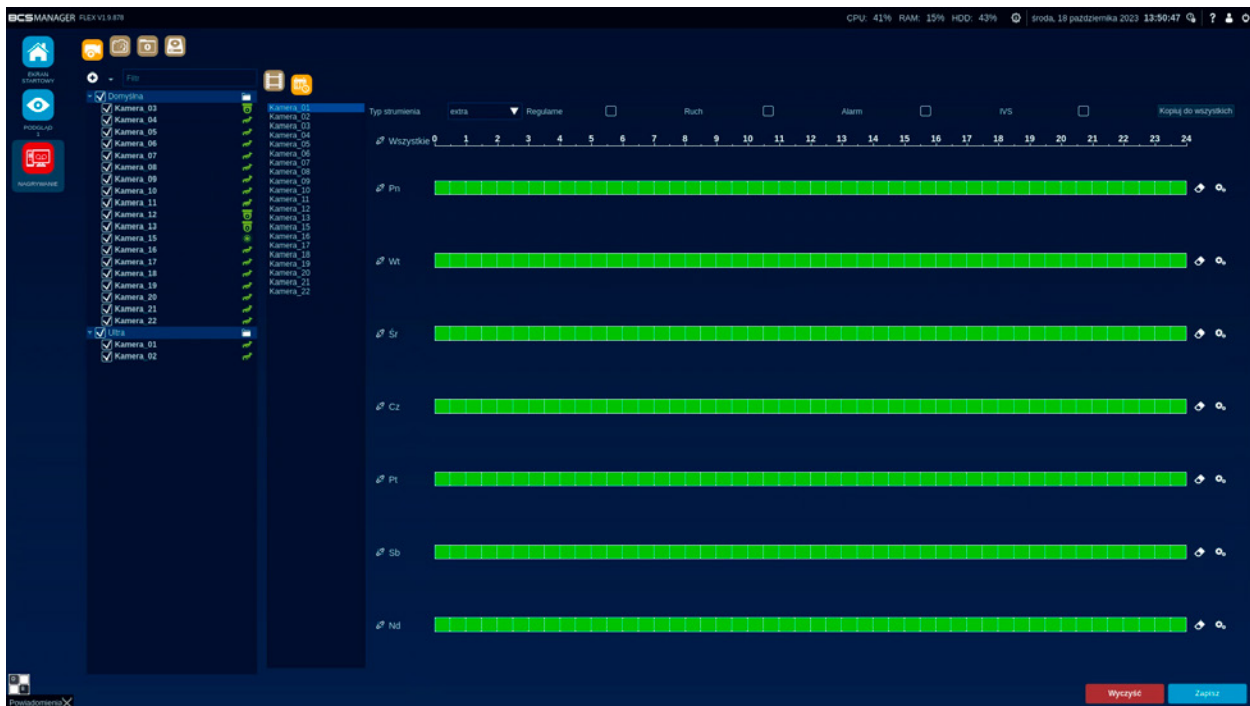 BCSMANAGER FLEX V1.9.878
CPU: 41% RAM: 15% HDD: 43% środa, 18 października 2023 13:50:47 ?
EKRAN
STARTOWY
Filtr
PODGLĄD
1
NAGRYWANIE
Domyślna
Kamera_03
Kamera_04
Kamera_05
Kamera_06
Kamera_07
Kamera_08
Kamera_09
Kamera_10
Kamera_11
Kamera_12
Kamera_13
Kamera_15
Kamera_16
Kamera_17
Kamera_18
Kamera_19
Kamera_20
Kamera_21
Kamera_22
Ultra
Kamera_01
Kamera_02
Kamera_01
Kamera_02
Kamera_03
Kamera_04
Kamera_05
Kamera_06
Kamera_07
Kamera_08
Kamera_09
Kamera_10
Kamera_11
Kamera_12
Kamera_13
Kamera_15
Kamera_16
Kamera_17
Kamera_18
Kamera_19
Kamera_20
Kamera_21
Kamera_22
Typ strumienia extra Regularne Ruch Alarm IVS Kopiuj do wszystkich
Wszystkie 0 1 2 3 4 5 6 7 8 9 10 11 12 13 14 15 16 17 18 19 20 21 22 23 24
Pn
Wt
Śr
Cz
Pt
Sb
Nd
Wyczyść Zapisz
Powiadomienia